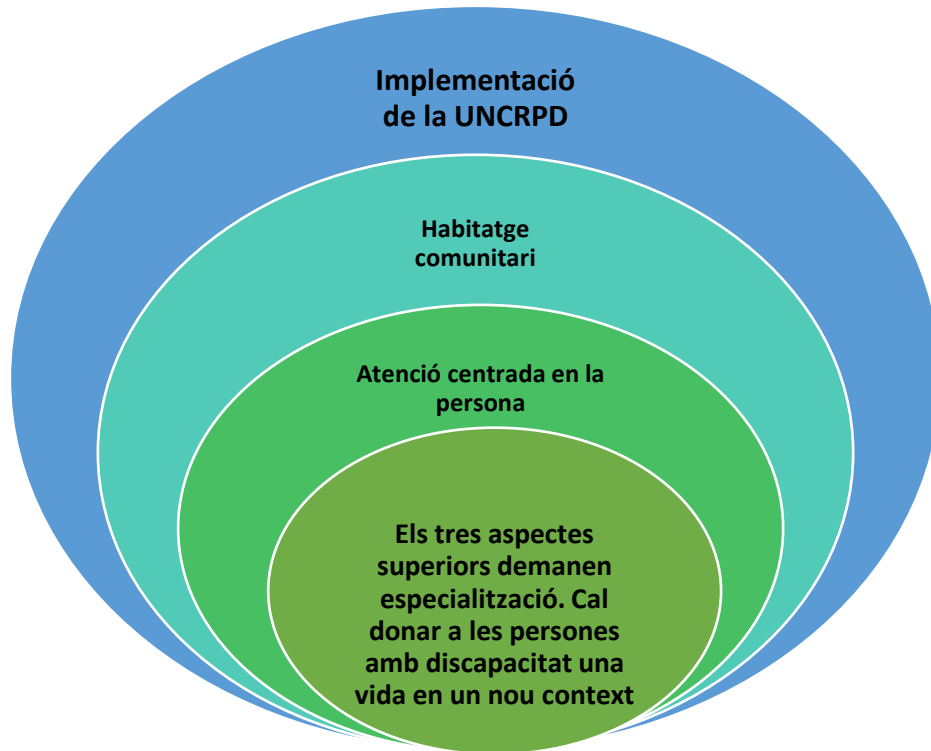 Implementació
de la UNCRPD
Habitatge
comunitari
Atenció centrada en la
persona
Els tres aspectes
superiors demanen
especialització. Cal
donar a les persones
amb discapacitat una
vida en un nou context